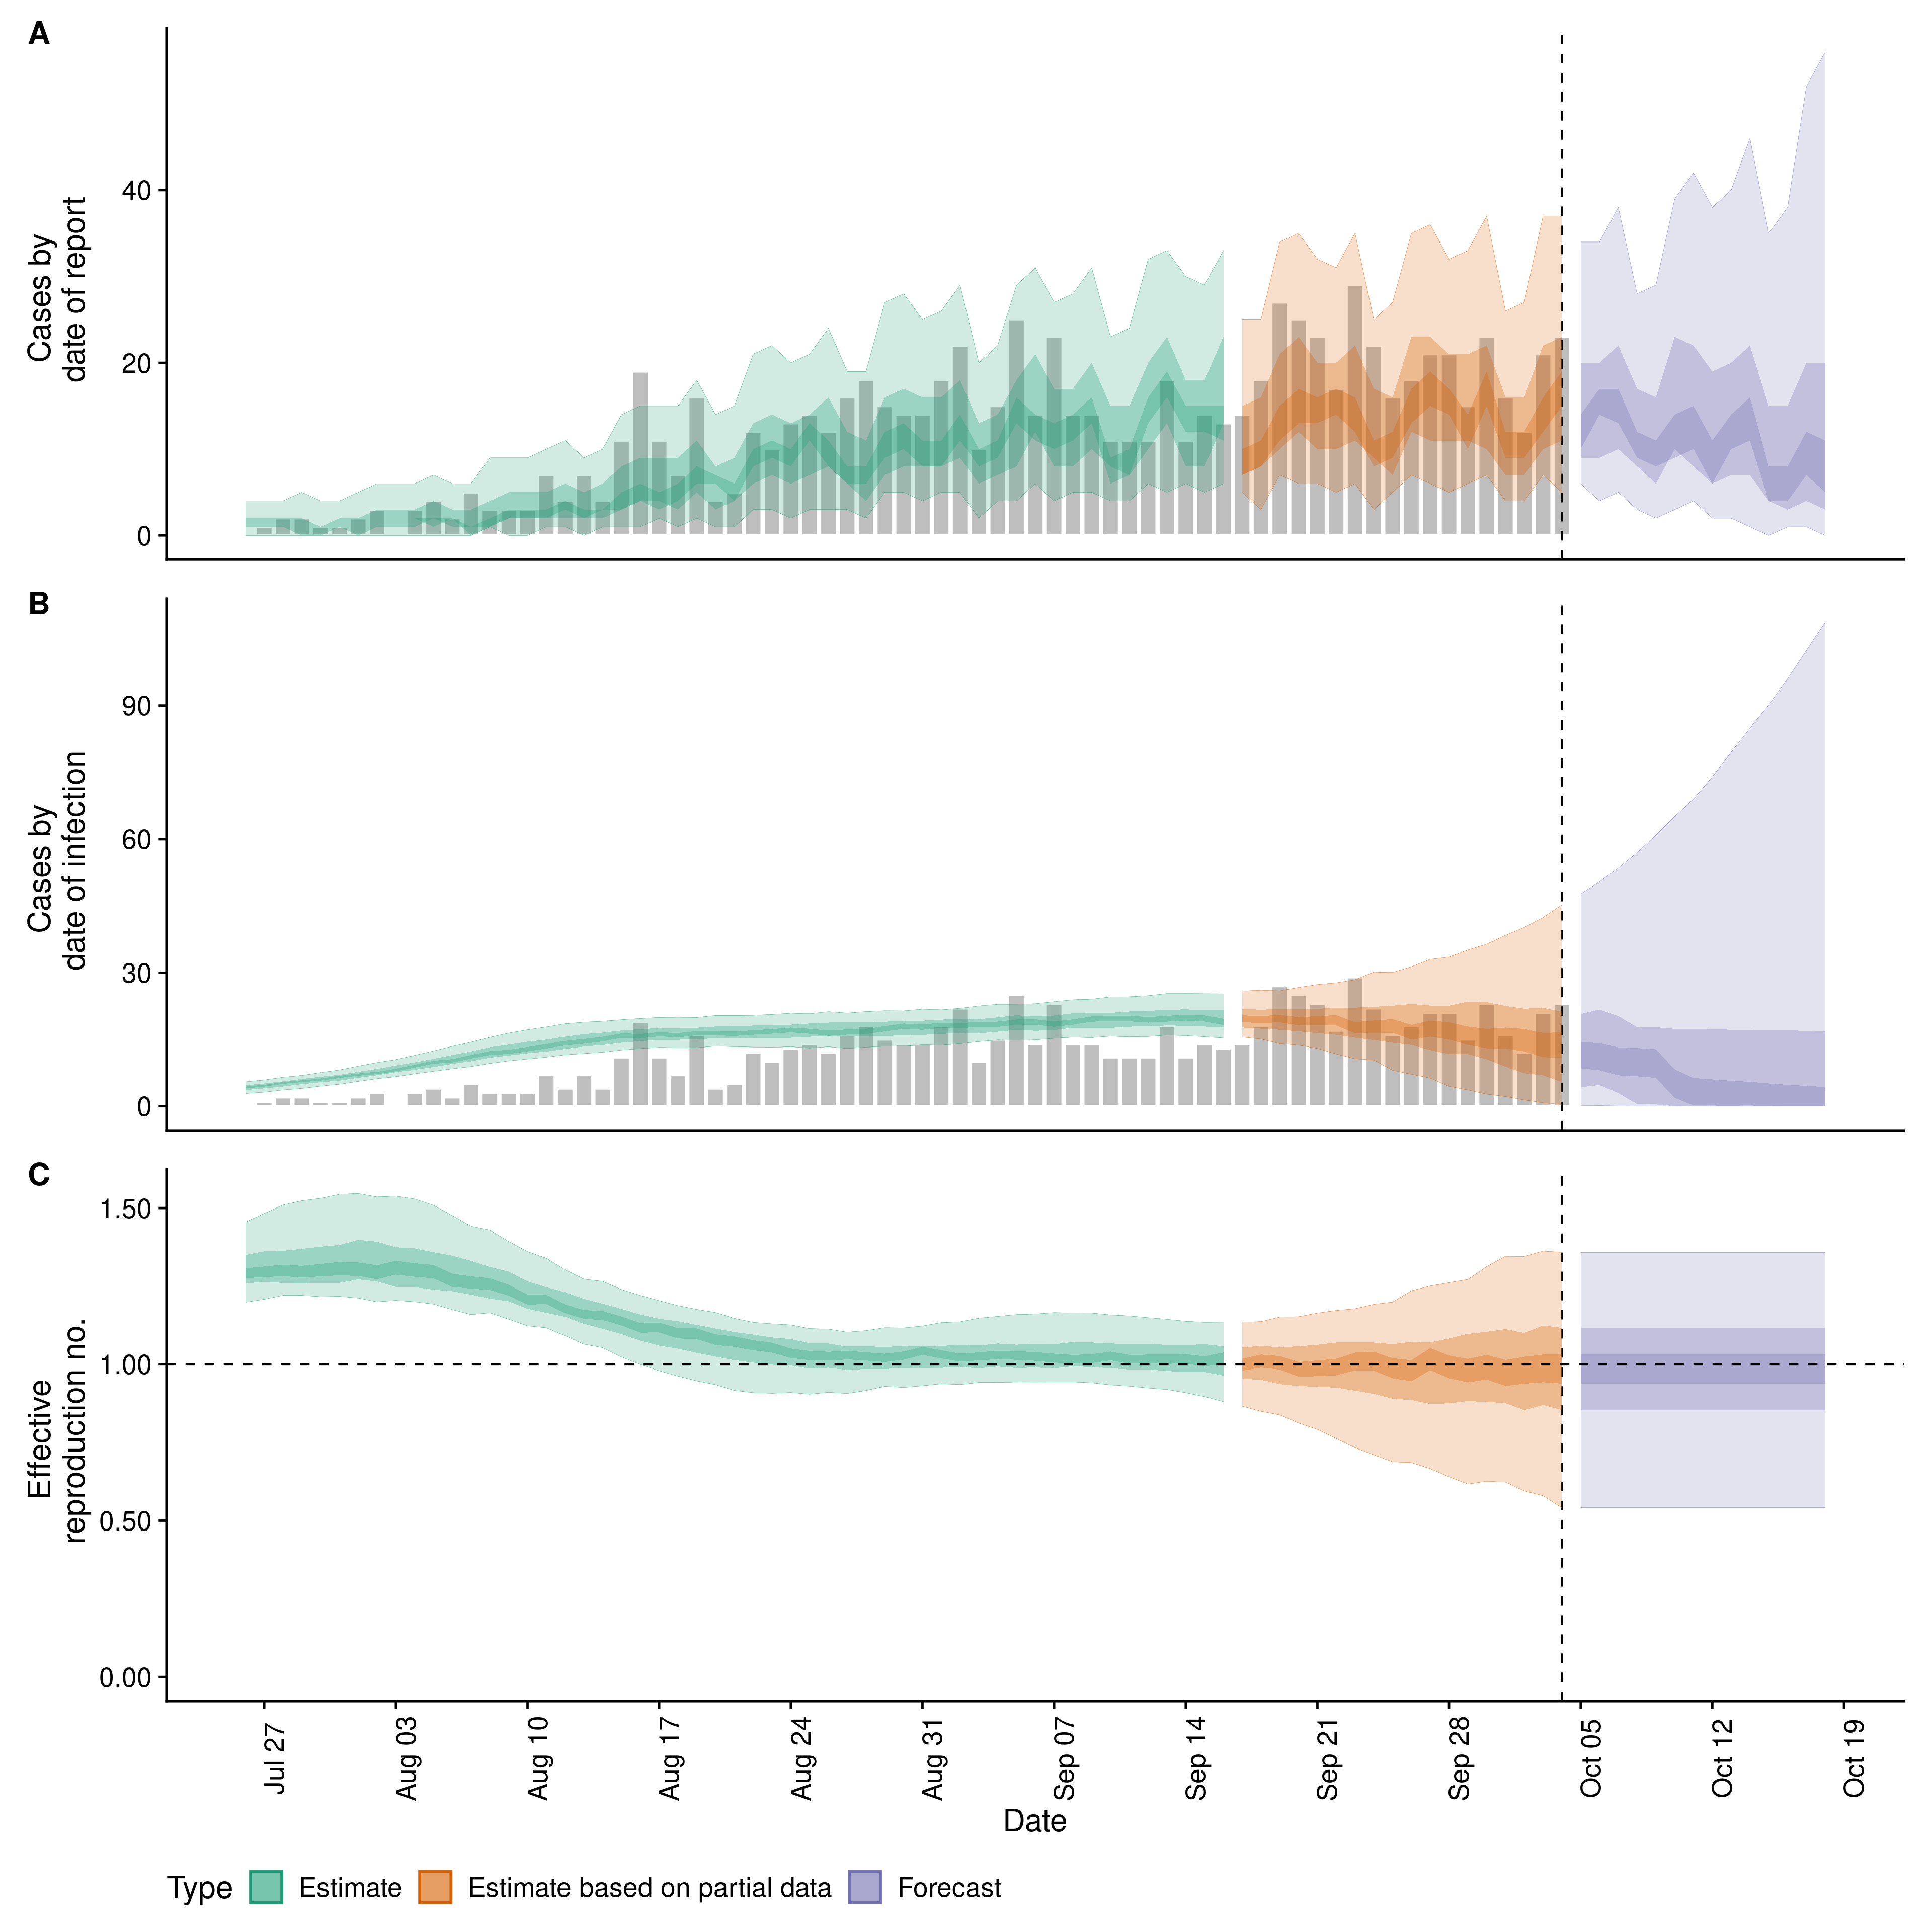 A
Cases by
date of report
40
20
0
B
Cases by
date of infection
90
60
30
0
C
Effective
reproduction no.
1.50
1.00
0.50
0.00
Jul 27
Aug 03
Aug 10
Aug 17
Aug 24
Aug 31
Sep 07
Sep 14
Sep 21
Sep 28
Oct 05
Oct 12
Oct 19
Date
Type
Estimate
Estimate based on partial data
Forecast